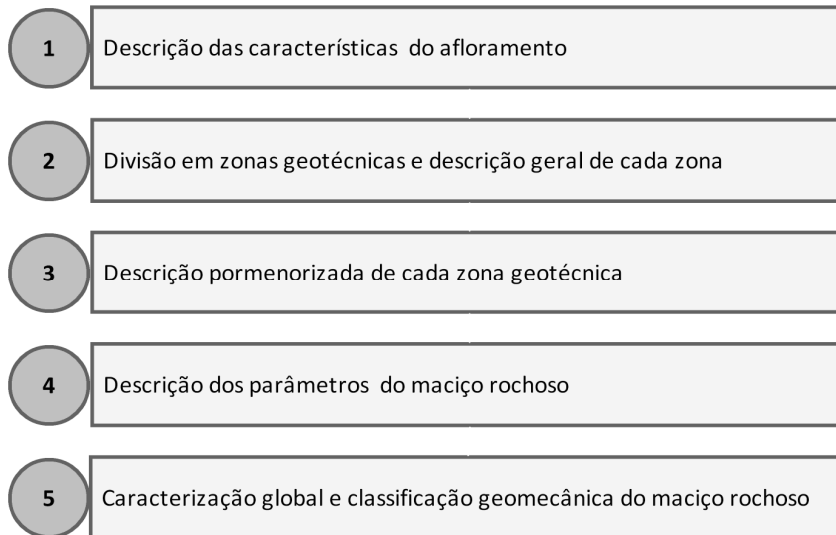 1 Descrição das características do afloramento
2 Divisão em zonas geotécnicas e descrição geral de cada zona
3 Descrição pormenorizada de cada zona geotécnica
4 Descrição dos parâmetros do maciço rochoso
5 Caracterização global e classificação geomecânica do maciço rochoso